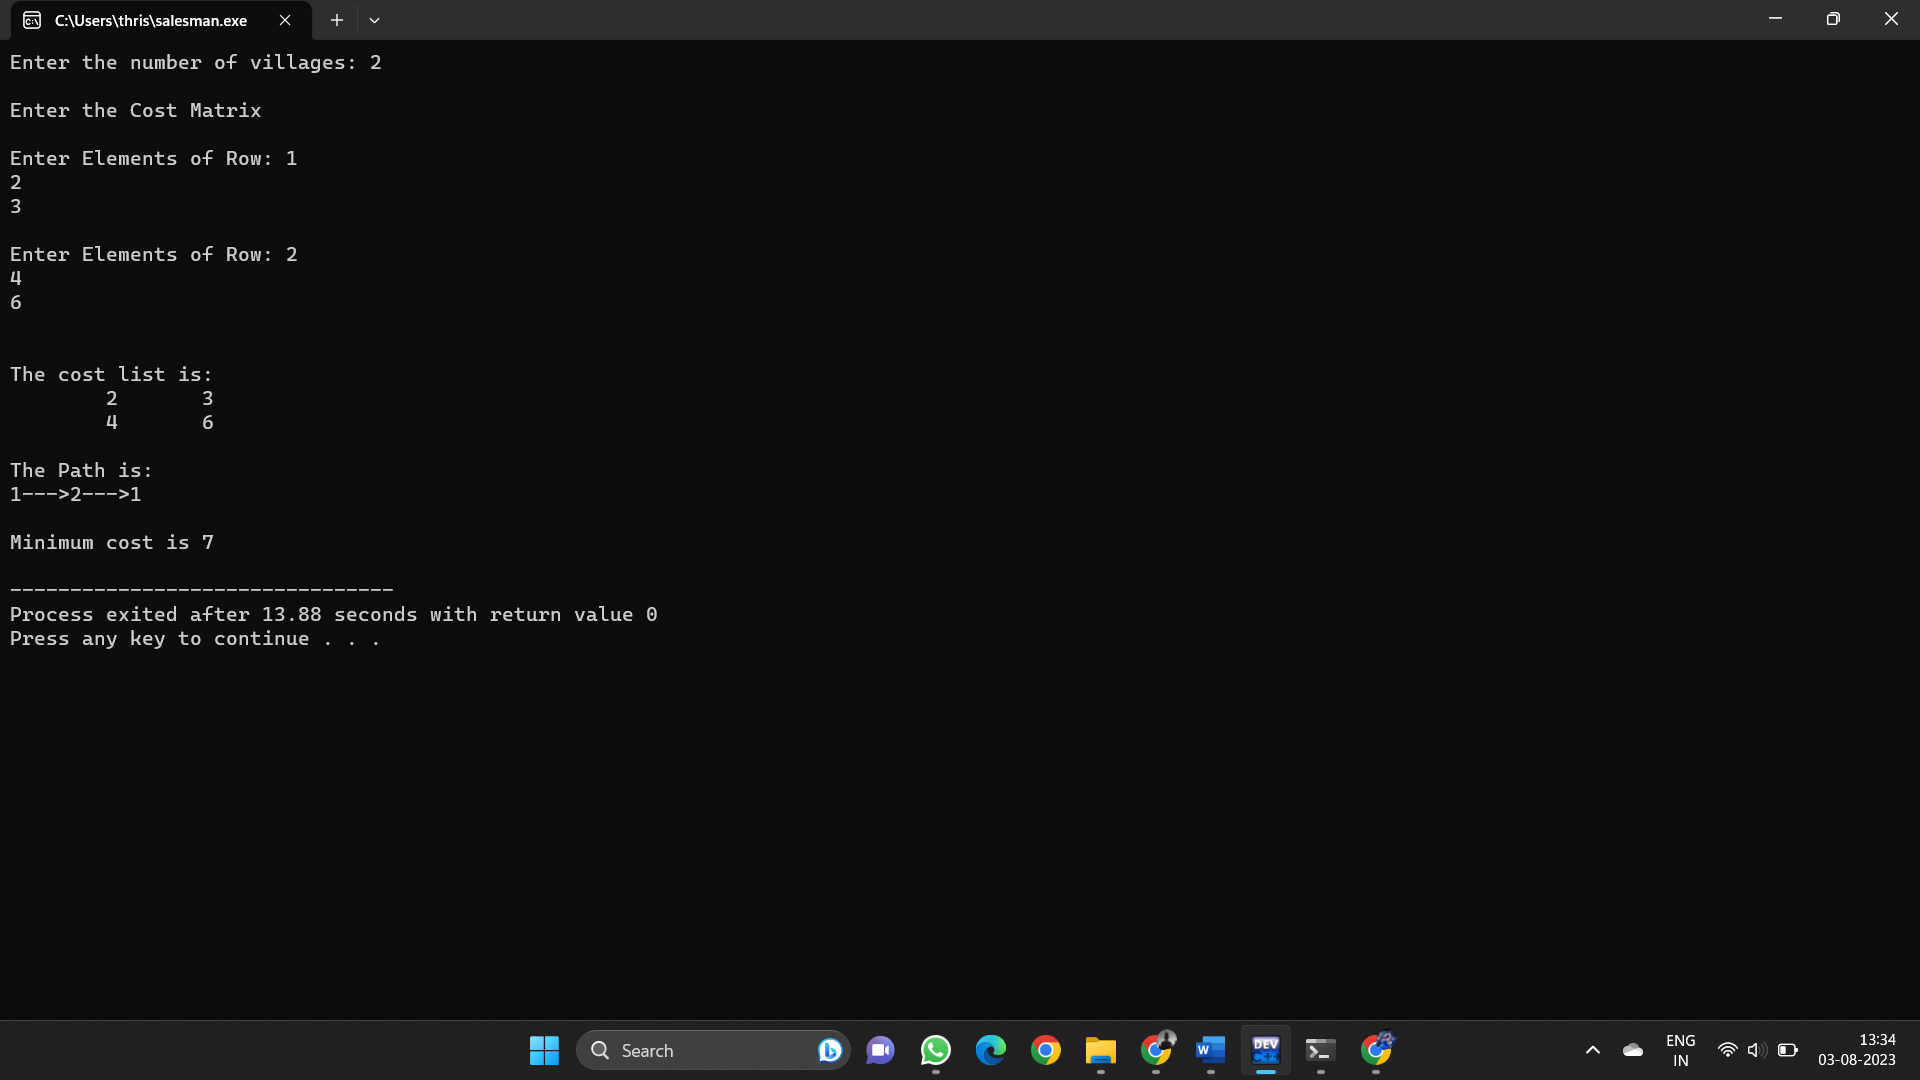 C:\Users\thris\salesman.exe
Enter the number of villages: 2
Enter the Cost Matrix
Enter Elements of Row: 1
2
3
Enter Elements of Row: 2
4
6
The cost list is:
2 3
4 6
The Path is:
1--->2--->1
Minimum cost is 7
--------------------------------
Process exited after 13.88 seconds with return value 0
Press any key to continue . . .
Search
W
DEV
C++
ENG
IN
13:34
03-08-2023